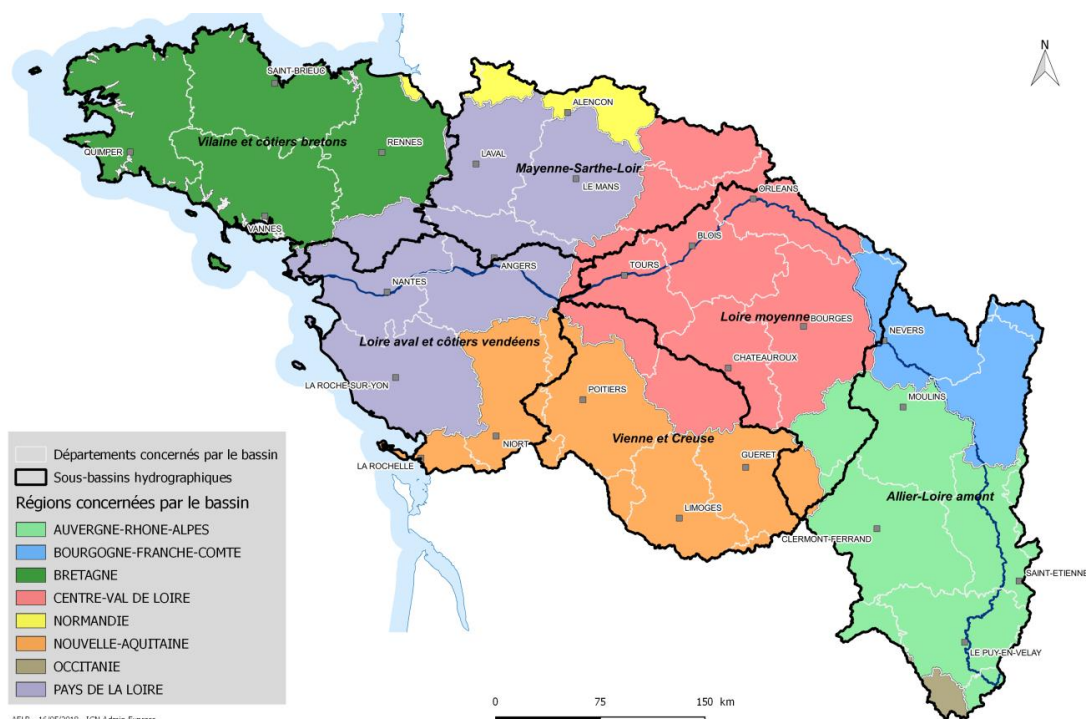 N
SAINT-BRIEUC
ALENCON
Vilaine et côtiers bretons
QUIMPER
RENNES
LAVAL
Mayenne-Sarthe-Loir
LE MANS
ORLEANS
VANNES
BLOIS
ANGERS
TOURS
NANTES
Loire moyenne
BOURGES
NEVERS
Loire aval et côtiers vendéens
CHATEAUROUX
LA ROCHE-SUR-YON
POITIERS
MOULINS
NIORT
Vienne et Creuse
LA ROCHELLE
GUERET
Allier-Loire amont
LIMOGES
CLERMONT-FERRAND
SAINT-ETIENNE
LE PUY-EN-VELAY
Départements concernés par le bassin
Sous-bassins hydrographiques
Régions concernées par le bassin
AUVERGNE-RHONE-ALPES
BOURGOGNE-FRANCHE-COMTE
BRETAGNE
CENTRE-VAL DE LOIRE
NORMANDIE
NOUVELLE-AQUITAINE
OCCITANIE
PAYS DE LA LOIRE
0 75 150 km